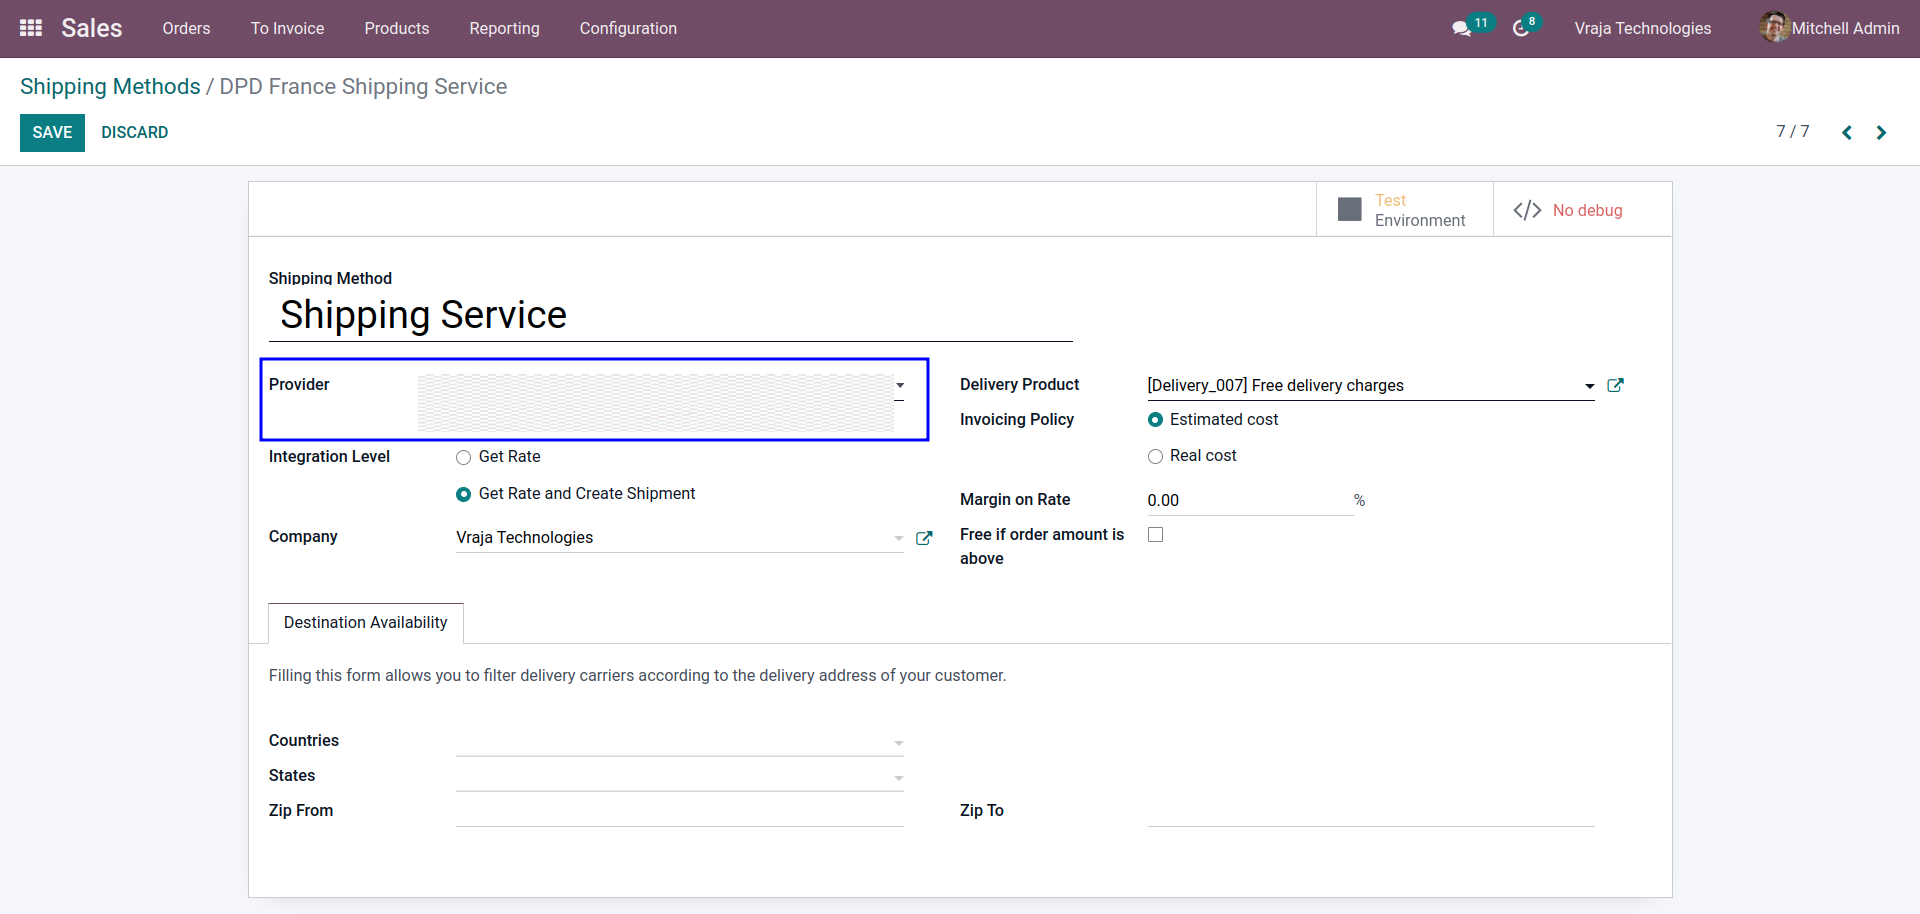 Sales Orders To Invoice Products Reporting Configuration 11 8 Vraja Technologies Mitchell Admin
Shipping Methods / DPD France Shipping Service
SAVE DISCARD 7 / 7
Test
Environment
</> No debug
Shipping Method
Shipping Service
Provider
Delivery Product [Delivery_007] Free delivery charges
Invoicing Policy Estimated cost
Real cost
Integration Level Get Rate
Get Rate and Create Shipment
Margin on Rate 0.00 %
Company Vraja Technologies
Free if order amount is
above
Destination Availability
Filling this form allows you to filter delivery carriers according to the delivery address of your customer.
Countries
States
Zip From Zip To